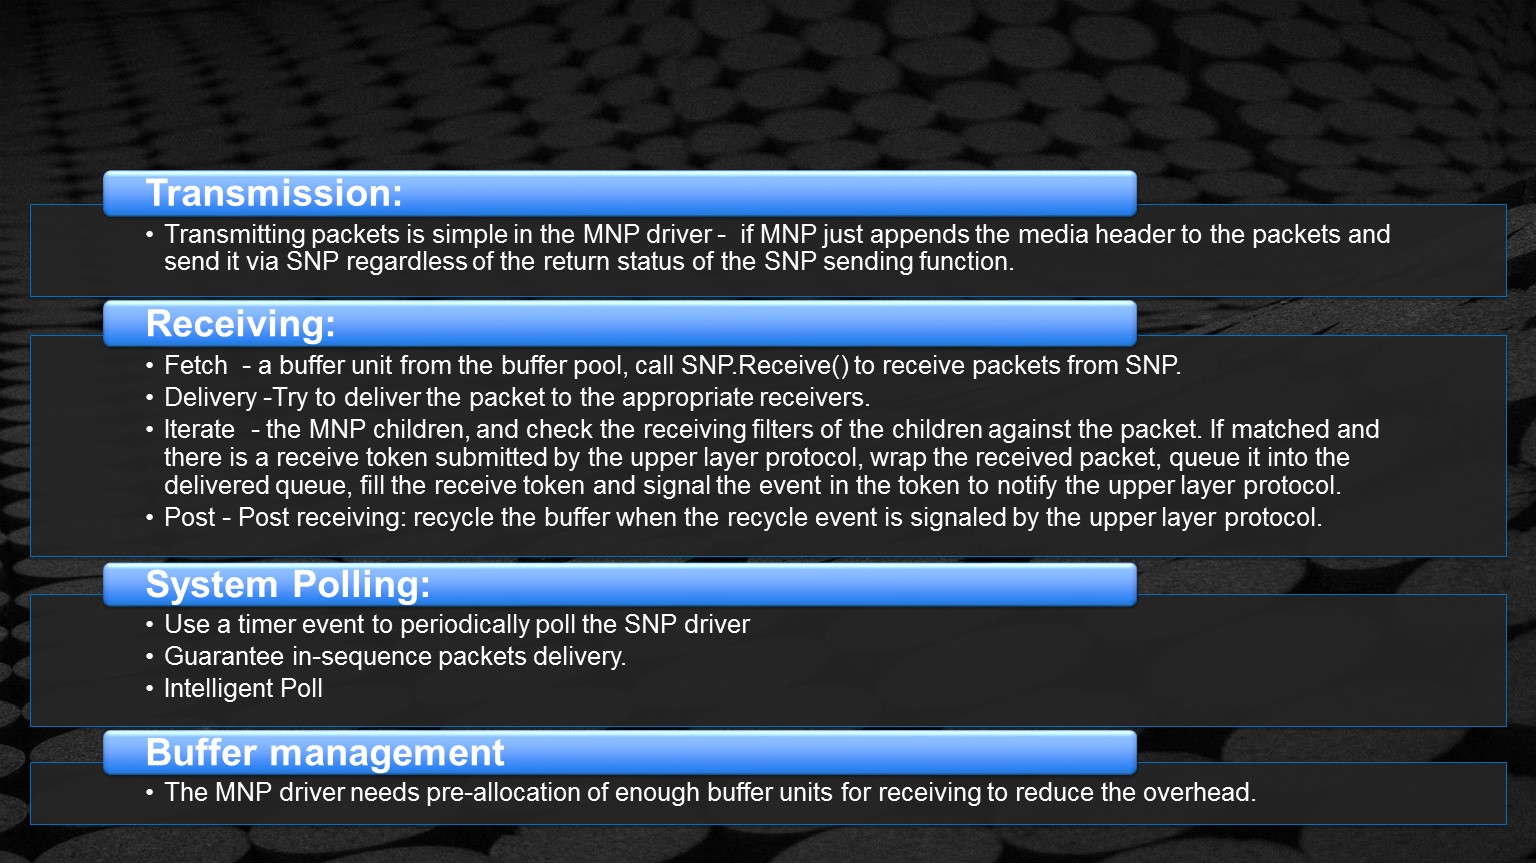 Transmission:
• Transmitting packets is simple in the MNP driver - if MNP just appends the media header to the packets and
send it via SNP regardless of the return status of the SNP sending function.
Receiving:
• Fetch - a buffer unit from the buffer pool, call SNP.Receive() to receive packets from SNP.
• Delivery -Try to deliver the packet to the appropriate receivers.
• Iterate - the MNP children, and check the receiving filters of the children against the packet. If matched and
there is a receive token submitted by the upper layer protocol, wrap the received packet, queue it into the
delivered queue, fill the receive token and signal the event in the token to notify the upper layer protocol.
• Post - Post receiving: recycle the buffer when the recycle event is signaled by the upper layer protocol.
System Polling:
• Use a timer event to periodically poll the SNP driver
• Guarantee in-sequence packets delivery.
• Intelligent Poll
Buffer management
• The MNP driver needs pre-allocation of enough buffer units for receiving to reduce the overhead.